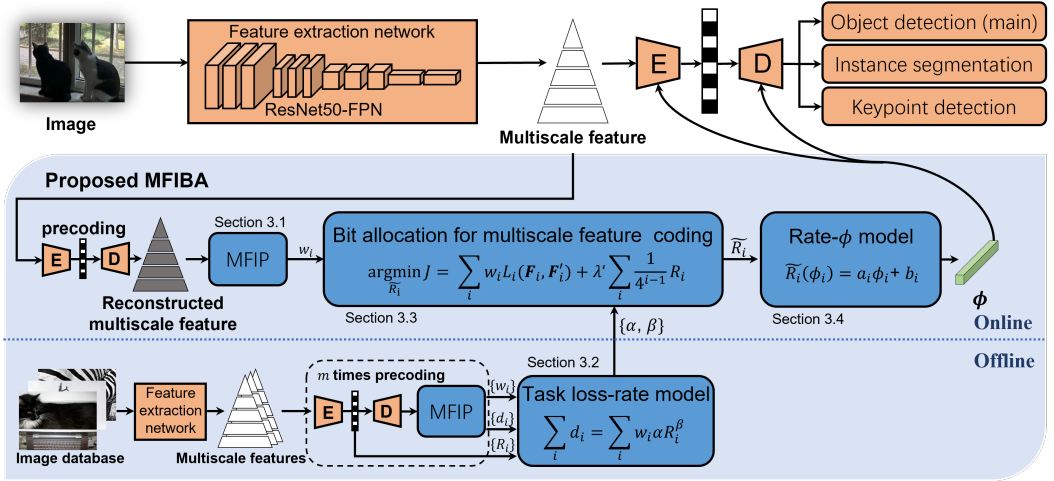 Image
Feature extraction network
ResNet50-FPN
Multiscale feature
E
D
Object detection (main)
Instance segmentation
Keypoint detection
Proposed MFIBA
precoding
E
D
Reconstructed
multiscale feature
Section 3.1
MFIP
w_i
Bit allocation for multiscale feature coding
argmin J = ∑ w_i L_i(F_i, F_i′) + λ‘ ∑ 1/4^{i−1} R_i
R̃_i i i
Section 3.3
R̃_i
Rate-ϕ model
R̃_i(ϕ_i) = a_iϕ_i + b_i
Section 3.4
ϕ
Online
Offline
{α, β}
Image database
Feature
extraction
network
Multiscale features
m times precoding
E
D
MFIP
{w_i}
{d_i}
{R_i}
Section 3.2
Task loss-rate model
∑ d_i = ∑ w_i α R_i^β
i i